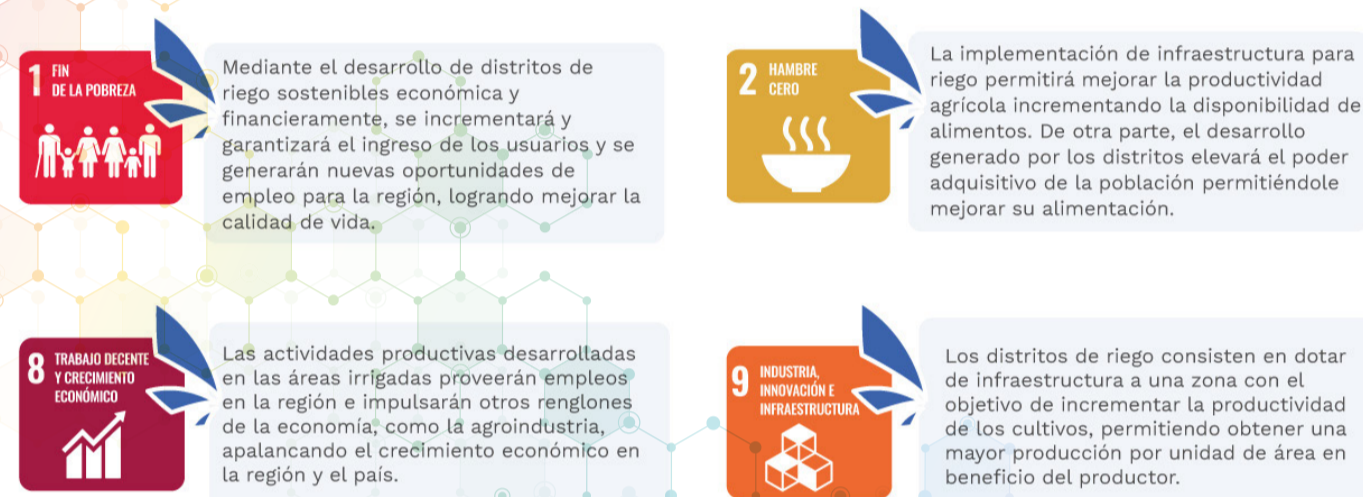 1 FIN
DE LA POBREZA
Mediante el desarrollo de distritos de
riego sostenibles económica y
financieramente, se incrementará y
garantizará el ingreso de los usuarios y se
generarán nuevas oportunidades de
empleo para la región, logrando mejorar la
calidad de vida.
2 HAMBRE
CERO
La implementación de infraestructura para
riego permitirá mejorar la productividad
agrícola incrementando la disponibilidad de
alimentos. De otra parte, el desarrollo
generado por los distritos elevará el poder
adquisitivo de la población permitiéndole
mejorar su alimentación.
8 TRABAJO DECENTE
Y CRECIMIENTO
ECONÓMICO
Las actividades productivas desarrolladas
en las áreas irrigadas proveerán empleos
en la región e impulsarán otros renglones
de la economía, como la agroindustria,
apalancando el crecimiento económico en
la región y el país.
9 INDUSTRIA,
INNOVACIÓN E
INFRAESTRUCTURA
Los distritos de riego consisten en dotar
de infraestructura a una zona con el
objetivo de incrementar la productividad
de los cultivos, permitiendo obtener una
mayor producción por unidad de área en
beneficio del productor.